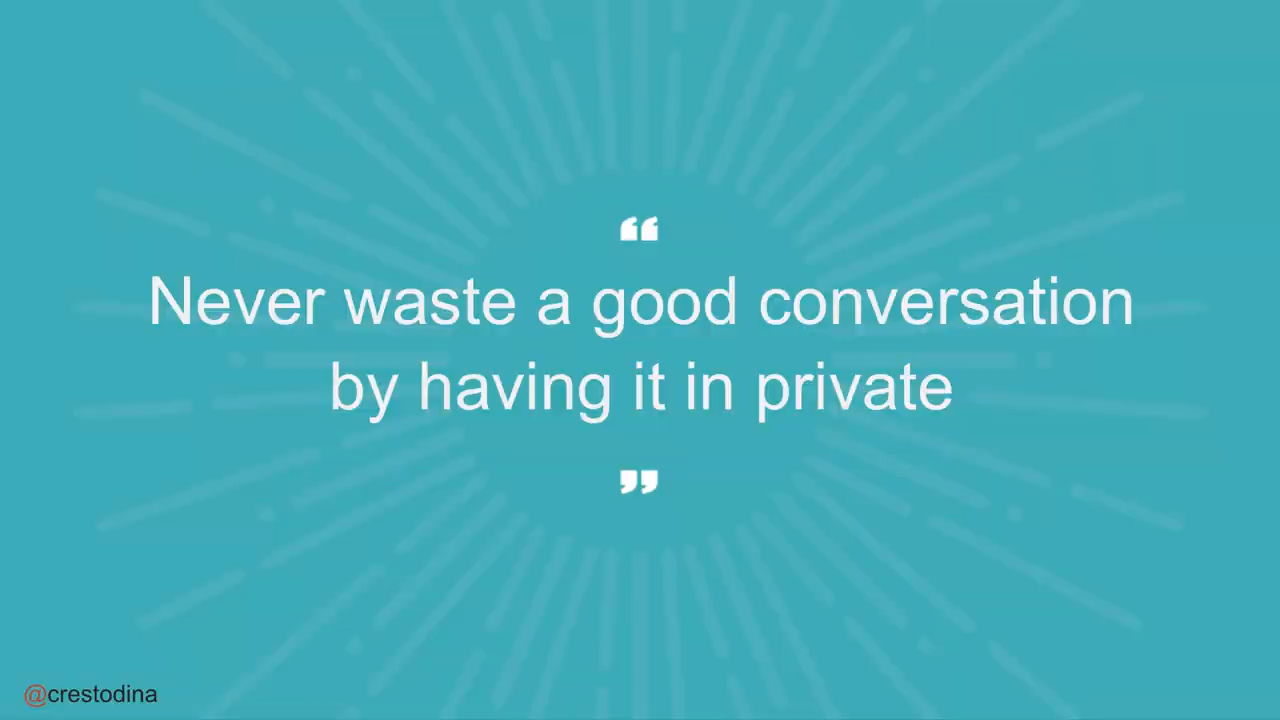 “
Never waste a good conversation
by having it in private
”
@crestodina